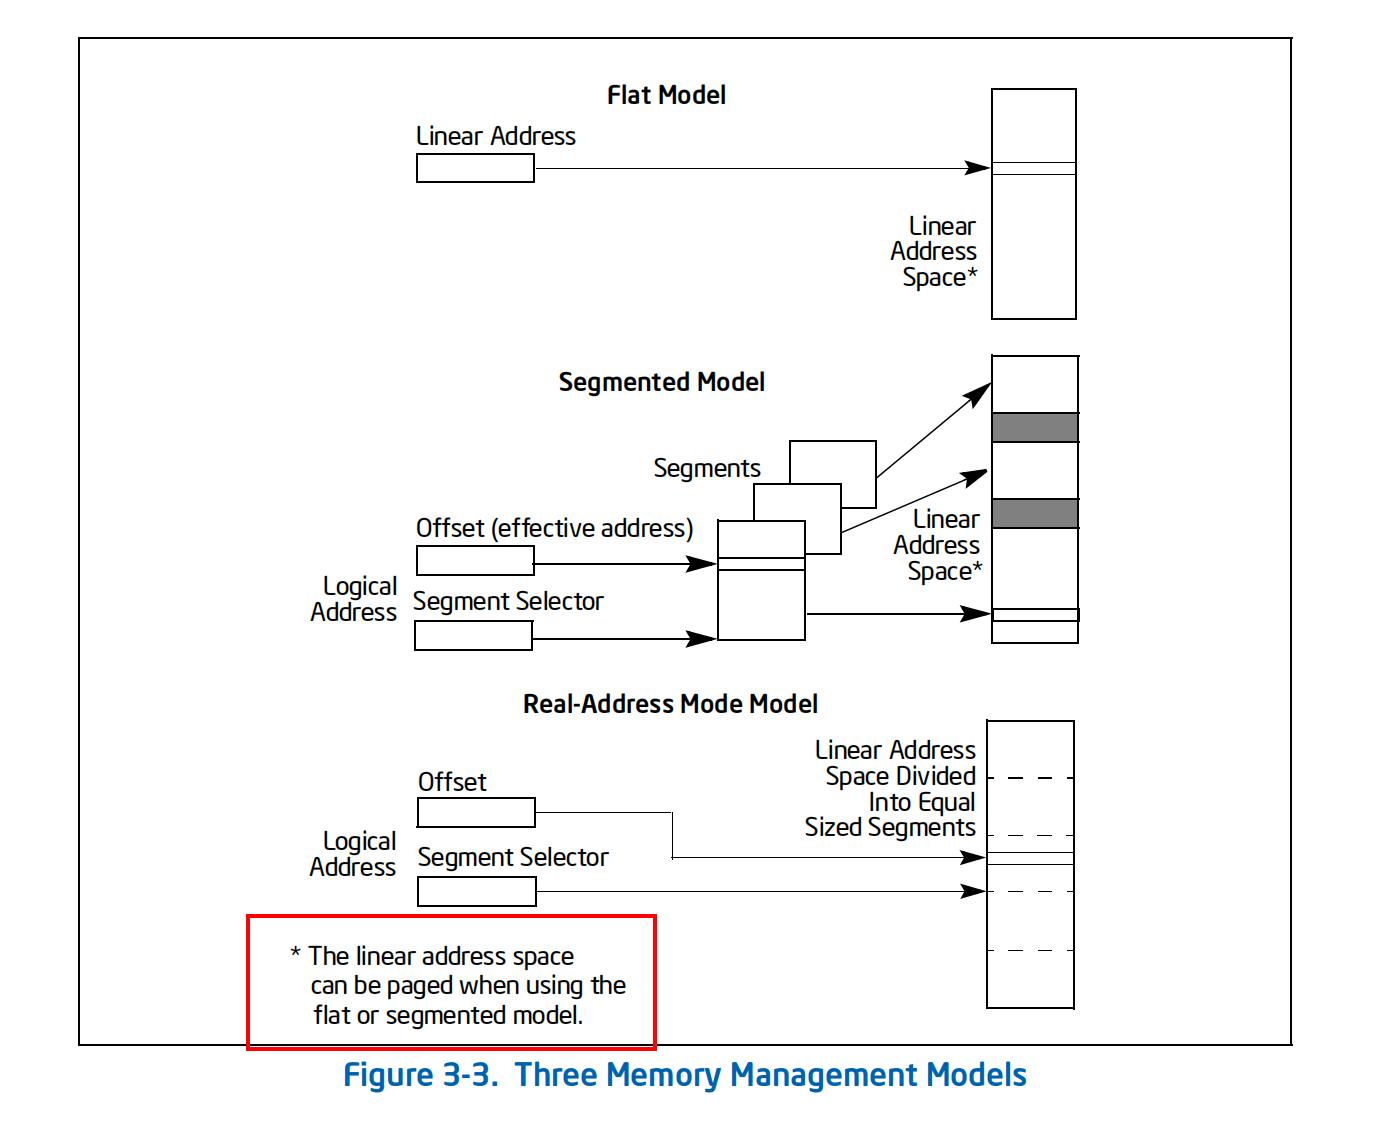 Flat Model
Linear Address
Linear
Address
Space*
Segmented Model
Segments
Offset (effective address)
Linear
Address
Space*
Logical
Address
Segment Selector
Real-Address Mode Model
Linear Address
Space Divided
Into Equal
Sized Segments
Offset
Logical
Address
Segment Selector
* The linear address space
can be paged when using the
flat or segmented model.
Figure 3-3. Three Memory Management Models